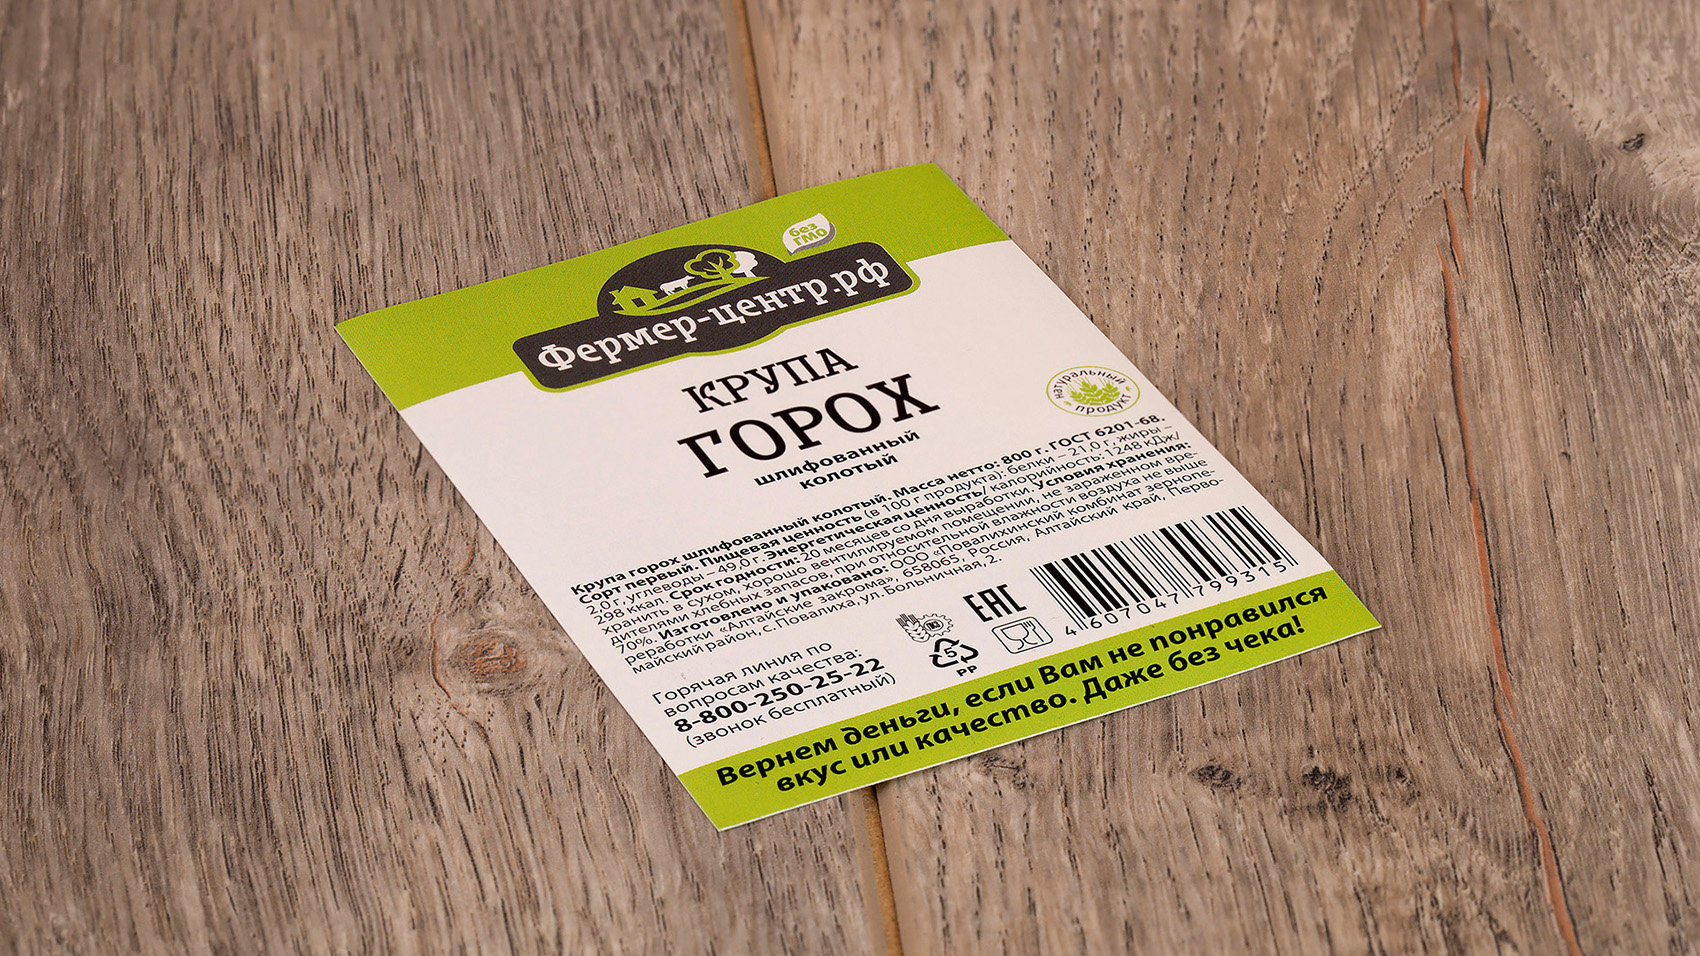 без
ГМО
Фермер-центр.рф
КРУПА
ГОРОХ
шлифованный
колотый
натуральный
продукт
Крупа горох шлифованный колотый. Масса нетто: 800 г. ГОСТ 6201-68.
Сорт первый. Пищевая ценность (в 100 г продукта): белки – 21,0 г, жиры –
2,0 г, углеводы – 49,0 г. Энергетическая ценность/ калорийность: 1248 кДж/
298 ккал. Срок годности: 20 месяцев со дня выработки. Условия хранения:
хранить в сухом, хорошо вентилируемом помещении, не зараженном вре-
дителями хлебных запасов, при относительной влажности воздуха не выше
70%. Изготовлено и упаковано: ООО «Повалихинский комбинат зернопе-
реработки «Алтайские закрома», 658065, Россия, Алтайский край, Перво-
майский район, с. Повалиха, ул. Больничная, 2.
Горячая линия по
вопросам качества:
8-800-250-25-22
(звонок бесплатный)
EAC
5
PP
4 607047 799315
Вернем деньги, если Вам не понравился
вкус или качество. Даже без чека!